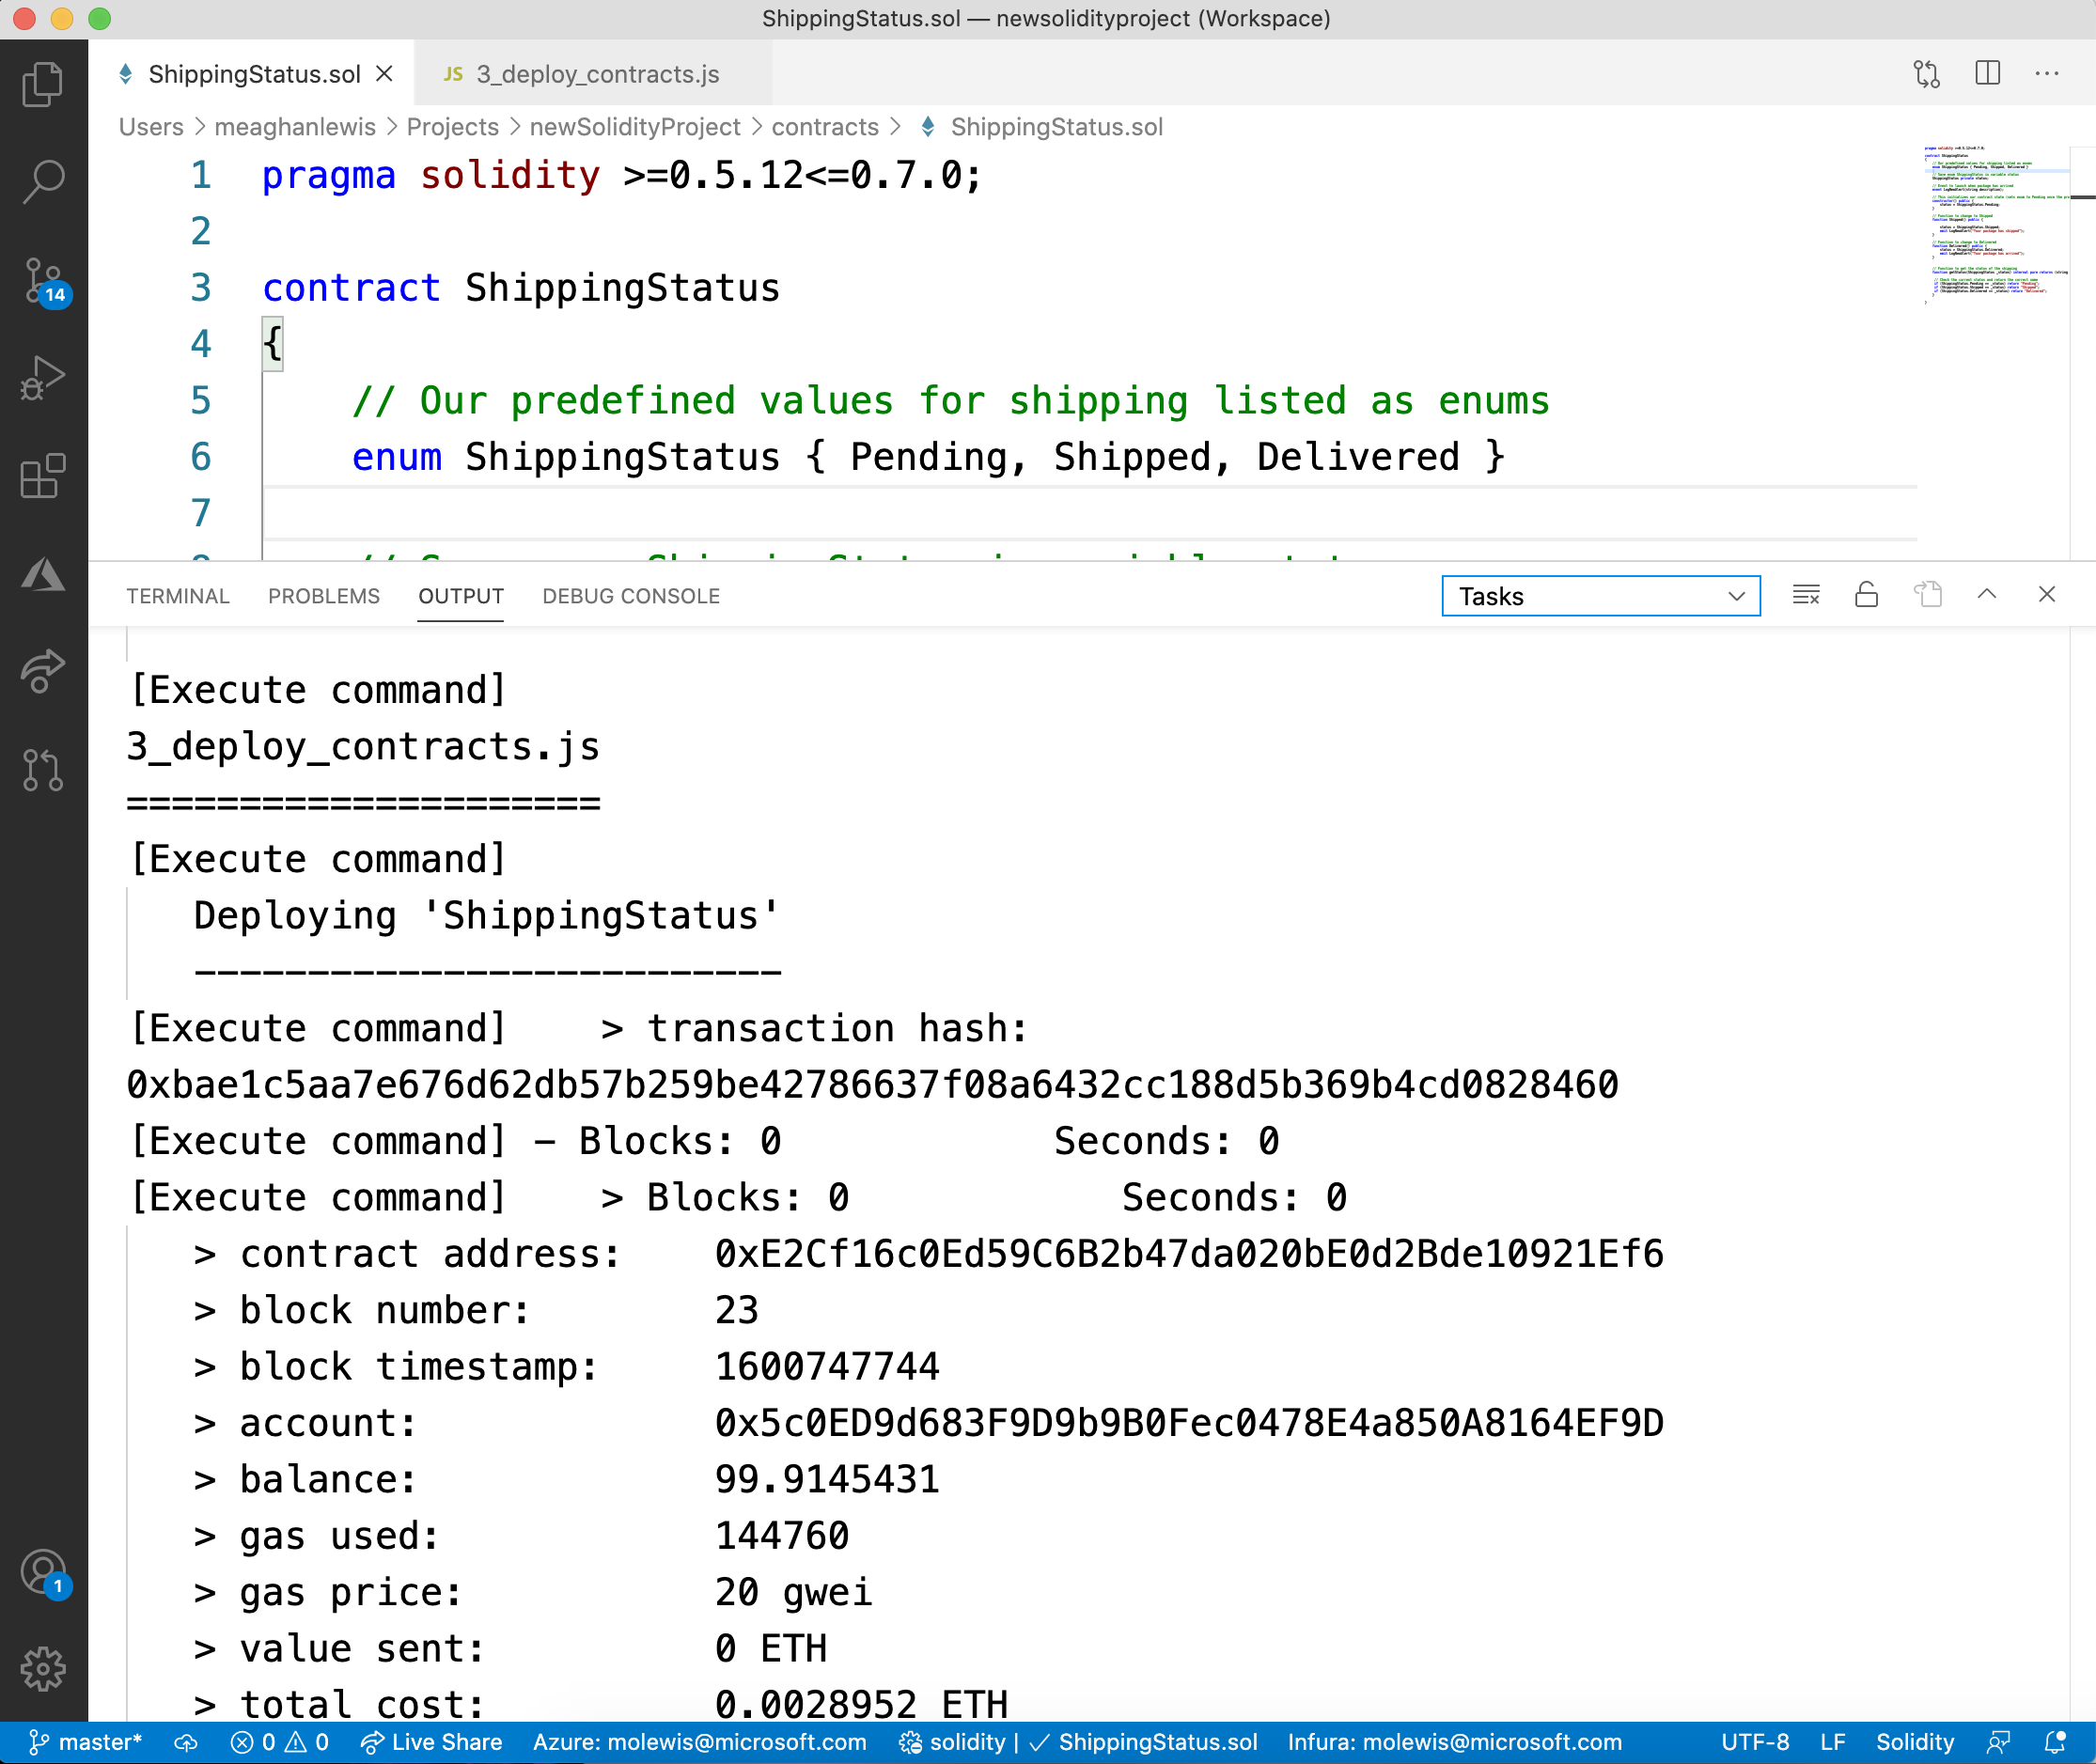 ShippingStatus.sol — newsolidityproject (Workspace)
ShippingStatus.sol
JS 3_deploy_contracts.js
Users > meaghanlewis > Projects > newSolidityProject > contracts > ShippingStatus.sol
1 pragma solidity >=0.5.12<=0.7.0;
2
3 contract ShippingStatus
4 {
5 // Our predefined values for shipping listed as enums
6 enum ShippingStatus { Pending, Shipped, Delivered }
7
14
TERMINAL PROBLEMS OUTPUT DEBUG CONSOLE Tasks
[Execute command]
3_deploy_contracts.js
=====================
[Execute command]
Deploying 'ShippingStatus'
--------------------------
[Execute command] > transaction hash:
0xbae1c5aa7e676d62db57b259be42786637f08a6432cc188d5b369b4cd0828460
[Execute command] - Blocks: 0 Seconds: 0
[Execute command] > Blocks: 0 Seconds: 0
> contract address: 0xE2Cf16c0Ed59C6B2b47da020bE0d2Bde10921Ef6
> block number: 23
> block timestamp: 1600747744
> account: 0x5c0ED9d683F9D9b9B0Fec0478E4a850A8164EF9D
> balance: 99.9145431
> gas used: 144760
> gas price: 20 gwei
> value sent: 0 ETH
> total cost: 0.0028952 ETH
1
master* 0 0 Live Share Azure: molewis@microsoft.com solidity | ShippingStatus.sol Infura: molewis@microsoft.com UTF-8 LF Solidity